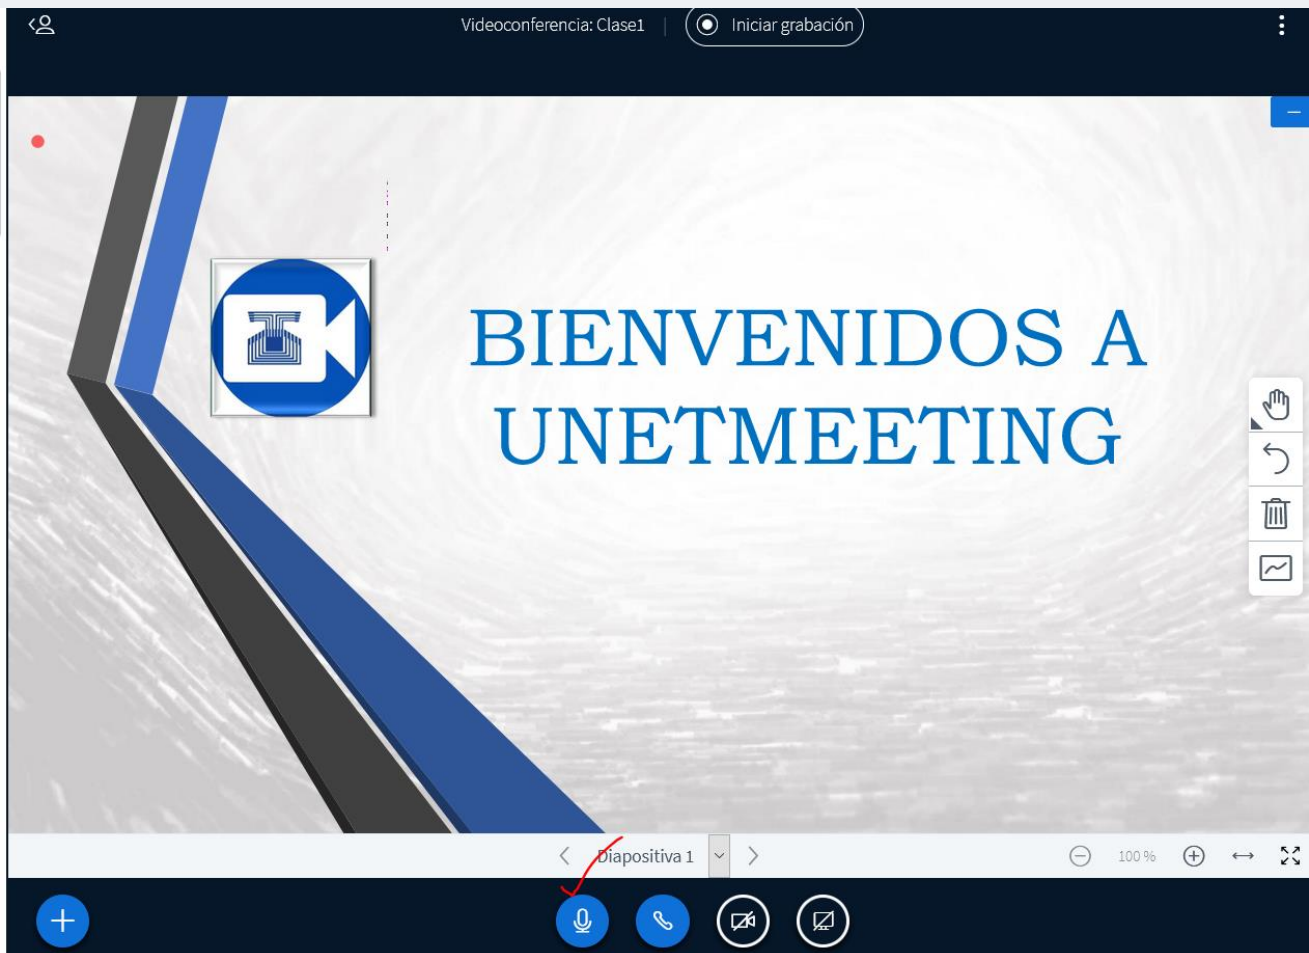 Videoconferencia: Clase1
Iniciar grabación
BIENVENIDOS A
UNETMEETING
Diapositiva 1
100 %